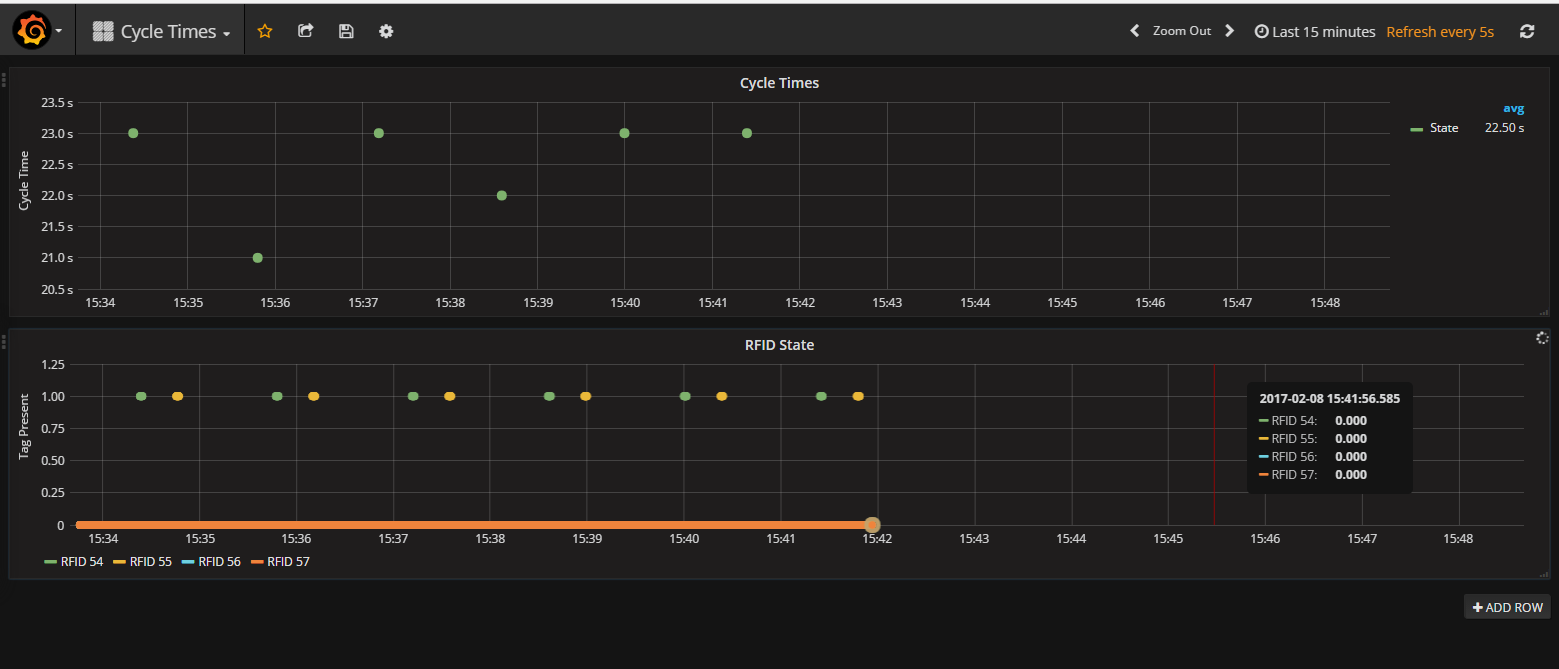 Cycle Times Zoom Out Last 15 minutes Refresh every 5s
Cycle Times
Cycle Time
23.5 s
23.0 s
22.5 s
22.0 s
21.5 s
21.0 s
20.5 s
15:34 15:35 15:36 15:37 15:38 15:39 15:40 15:41 15:42 15:43 15:44 15:45 15:46 15:47 15:48
avg
State 22.50 s
RFID State
Tag Present
1.25
1.00
0.75
0.50
0.25
0
15:34 15:35 15:36 15:37 15:38 15:39 15:40 15:41 15:42 15:43 15:44 15:45 15:46 15:47 15:48
2017-02-08 15:41:56.585
RFID 54: 0.000
RFID 55: 0.000
RFID 56: 0.000
RFID 57: 0.000
RFID 54 RFID 55 RFID 56 RFID 57
+ ADD ROW